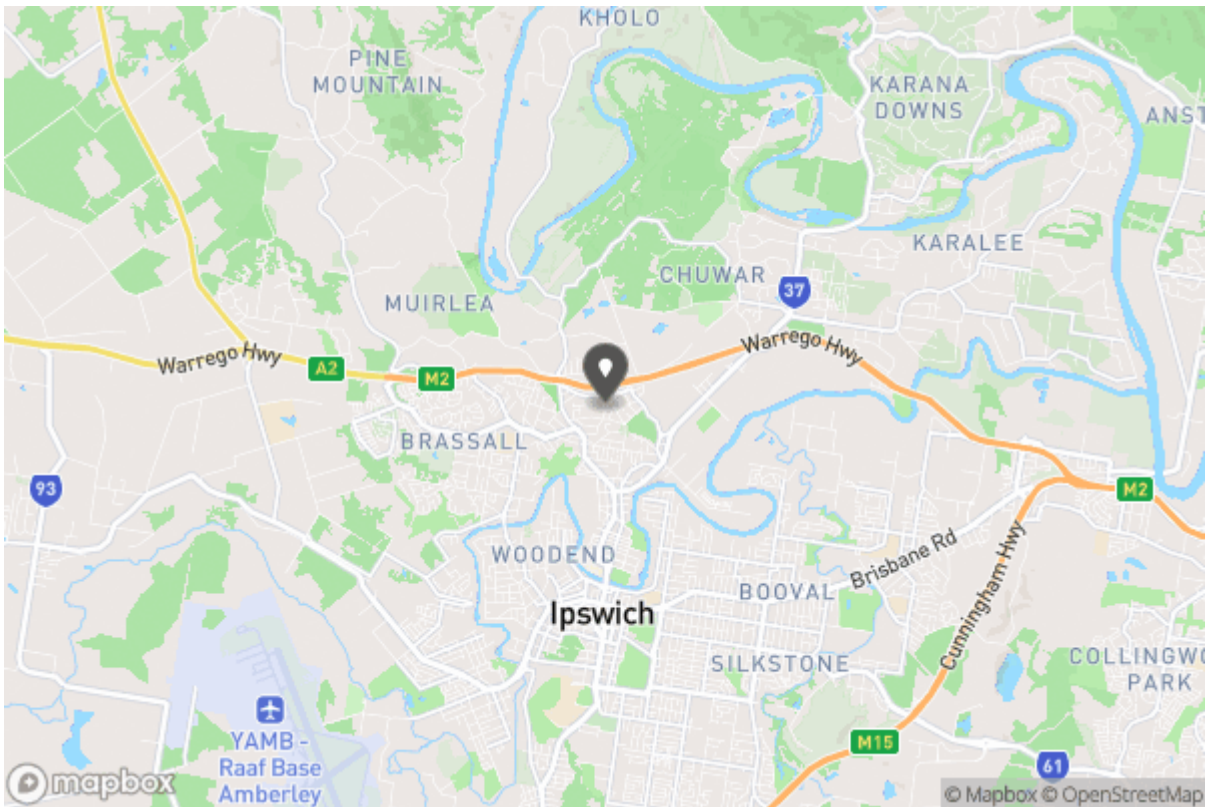 KHOLO
PINE
MOUNTAIN
KARANA
DOWNS
ANST
KARALEE
CHUWAR
37
MUIRLEA
Warrego Hwy
Warrego Hwy
A2
M2
BRASSALL
93
M2
WOODEND
Brisbane Rd
Cunningham Hwy
BOOVAL
Ipswich
SILKSTONE
COLLINGWO
PARK
YAMB -
Raaf Base
Amberley
M15
61
mapbox
© Mapbox © OpenStreetMap